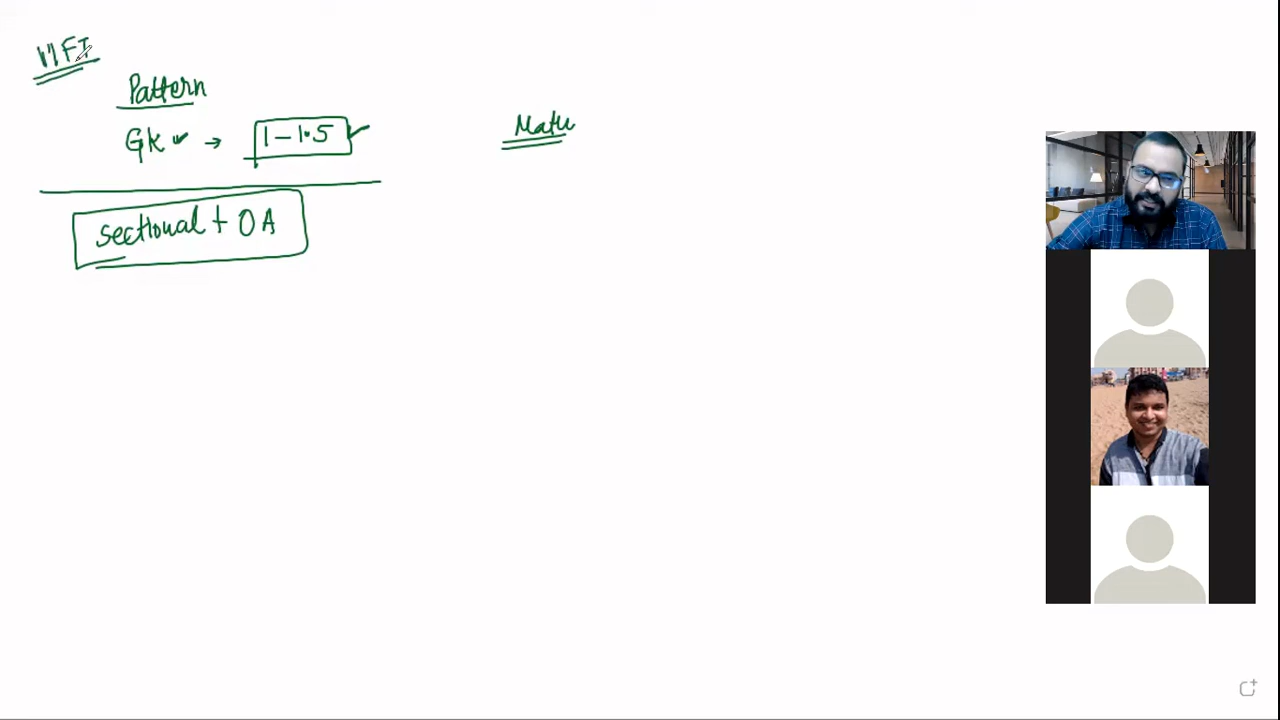 IIFT
Pattern
GK → 1-1.5
Math
sectional + OA